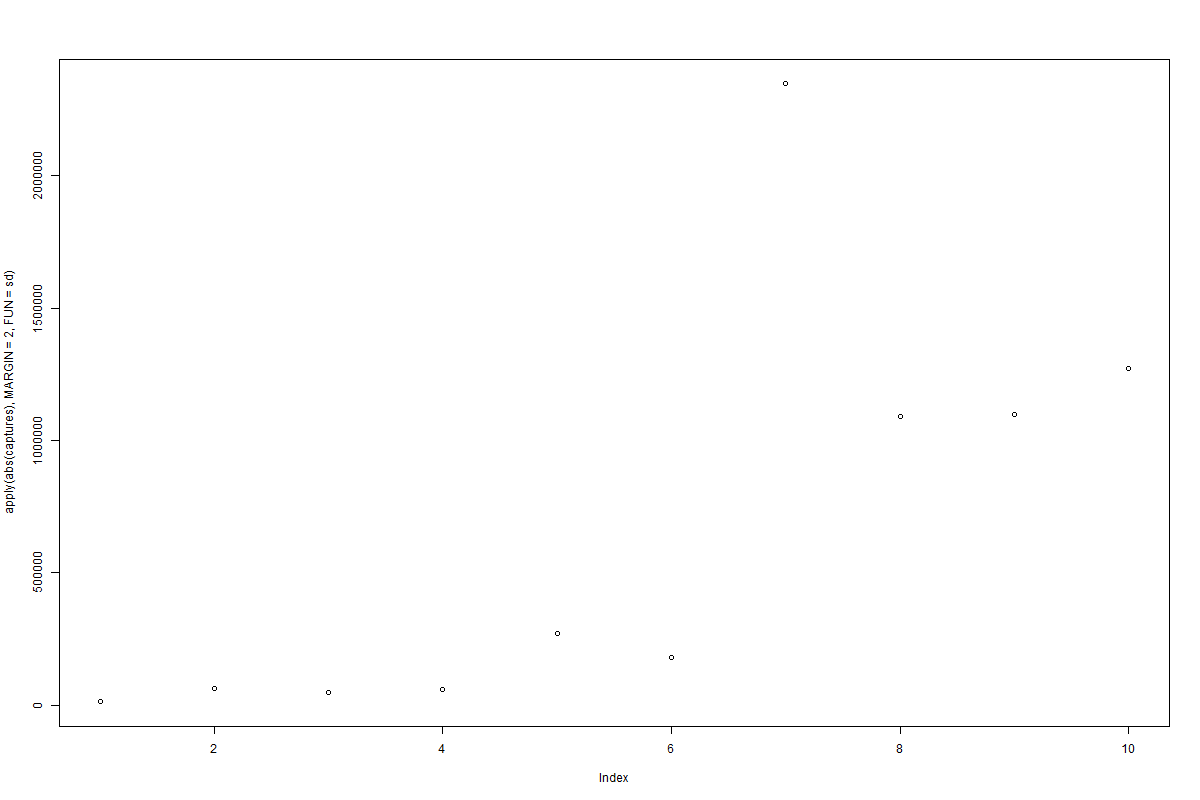 apply(abs(captures), MARGIN = 2, FUN = sd)
2000000
1500000
1000000
500000
0
2 4 6 8 10
Index